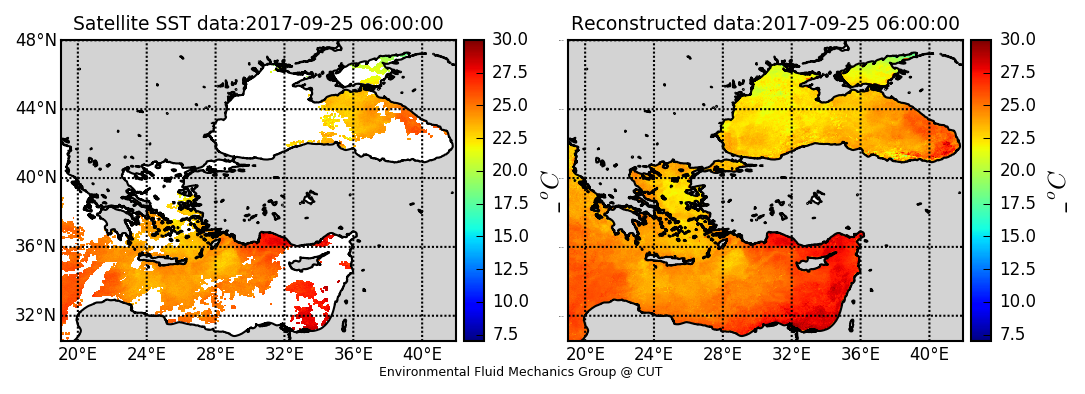 Satellite SST data:2017-09-25 06:00:00
48°N
44°N
40°N
36°N
32°N
20°E 24°E 28°E 32°E 36°E 40°E
30.0
27.5
25.0
22.5
20.0
17.5
15.0
12.5
10.0
7.5
°C
Reconstructed data:2017-09-25 06:00:00
20°E 24°E 28°E 32°E 36°E 40°E
30.0
27.5
25.0
22.5
20.0
17.5
15.0
12.5
10.0
7.5
°C
Environmental Fluid Mechanics Group @ CUT